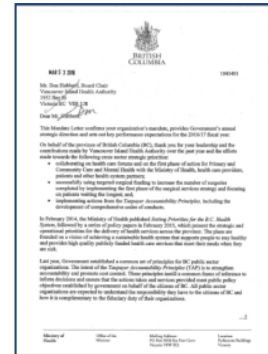 BRITISH
COLUMBIA
MAR 2 2016
1040401
Mr. Don Hubbard, Board Chair
Vancouver Island Health Authority
1952 Bay St
Victoria BC V8R 1J8
Dear Mr. Hubbard:
Don
This Mandate Letter confirms your organization's mandate, provides Government's annual
strategic direction and sets out key performance expectations for the 2016/17 fiscal year.
On behalf of the province of British Columbia (BC), thank you for your leadership and the
contributions made by Vancouver Island Health Authority over the past year and the efforts
made towards the following cross sector strategic priorities:
• collaborating on health care forums and on the first phase of action for Primary and
Community Care and Mental Health with the Ministry of Health, health care providers,
patients and other health system partners;
• successfully using targeted funding to increase the number of surgeries
completed by implementing the first phase of the surgical services strategy and focusing
on patients waiting the longest; and,
• implementing actions from the Taxpayer Accountability Principles, including the
development of comprehensive codes of conduct.
In February 2014, the Ministry of Health published Setting Priorities for the B.C. Health
System, followed by a series of policy papers in February 2015, which present the strategic and
operational priorities for the delivery of health services across the province. The plans are
founded on a vision of achieving a sustainable health system that supports people to stay healthy
and provides high quality publicly funded health care services that meet their needs when they
are sick.
Last year, Government established a common set of principles for BC public sector
organizations. The intent of the Taxpayer Accountability Principles (TAP) is to strengthen
accountability and promote cost control. These principles instill a common frame of reference to
inform decisions and ensure that the actions taken and services provided meet public policy
objectives established by government on behalf of the citizens of BC. All public sector
organizations are expected to understand the responsibility they have to the citizens of BC and
how it is complementary to the fiduciary duty of their organizations.
...2
Ministry of
Health
Office of the
Minister
Mailing Address:
Victoria
Location:
Parliament Buildings
Victoria